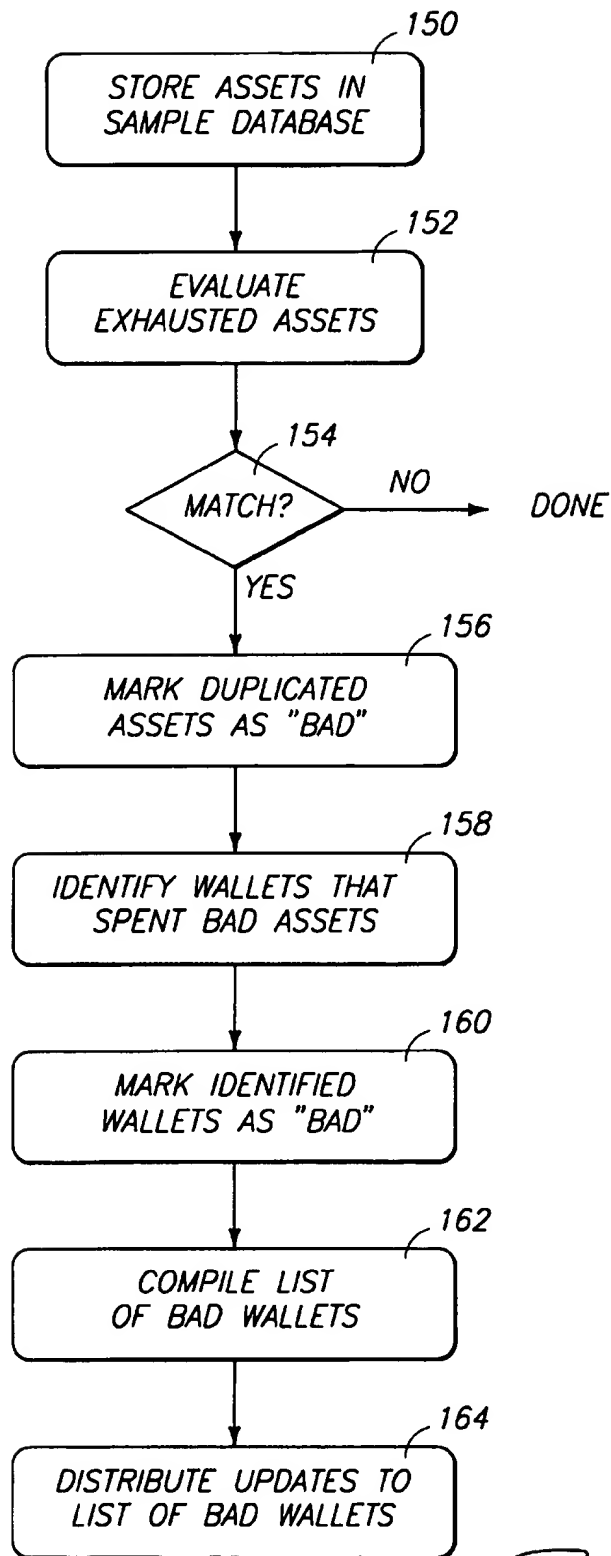 150
STORE ASSETS IN
SAMPLE DATABASE
152
EVALUATE
EXHAUSTED ASSETS
154
MATCH?
NO
DONE
YES
156
MARK DUPLICATED
ASSETS AS "BAD"
158
IDENTIFY WALLETS THAT
SPENT BAD ASSETS
160
MARK IDENTIFIED
WALLETS AS "BAD"
162
COMPILE LIST
OF BAD WALLETS
164
DISTRIBUTE UPDATES TO
LIST OF BAD WALLETS